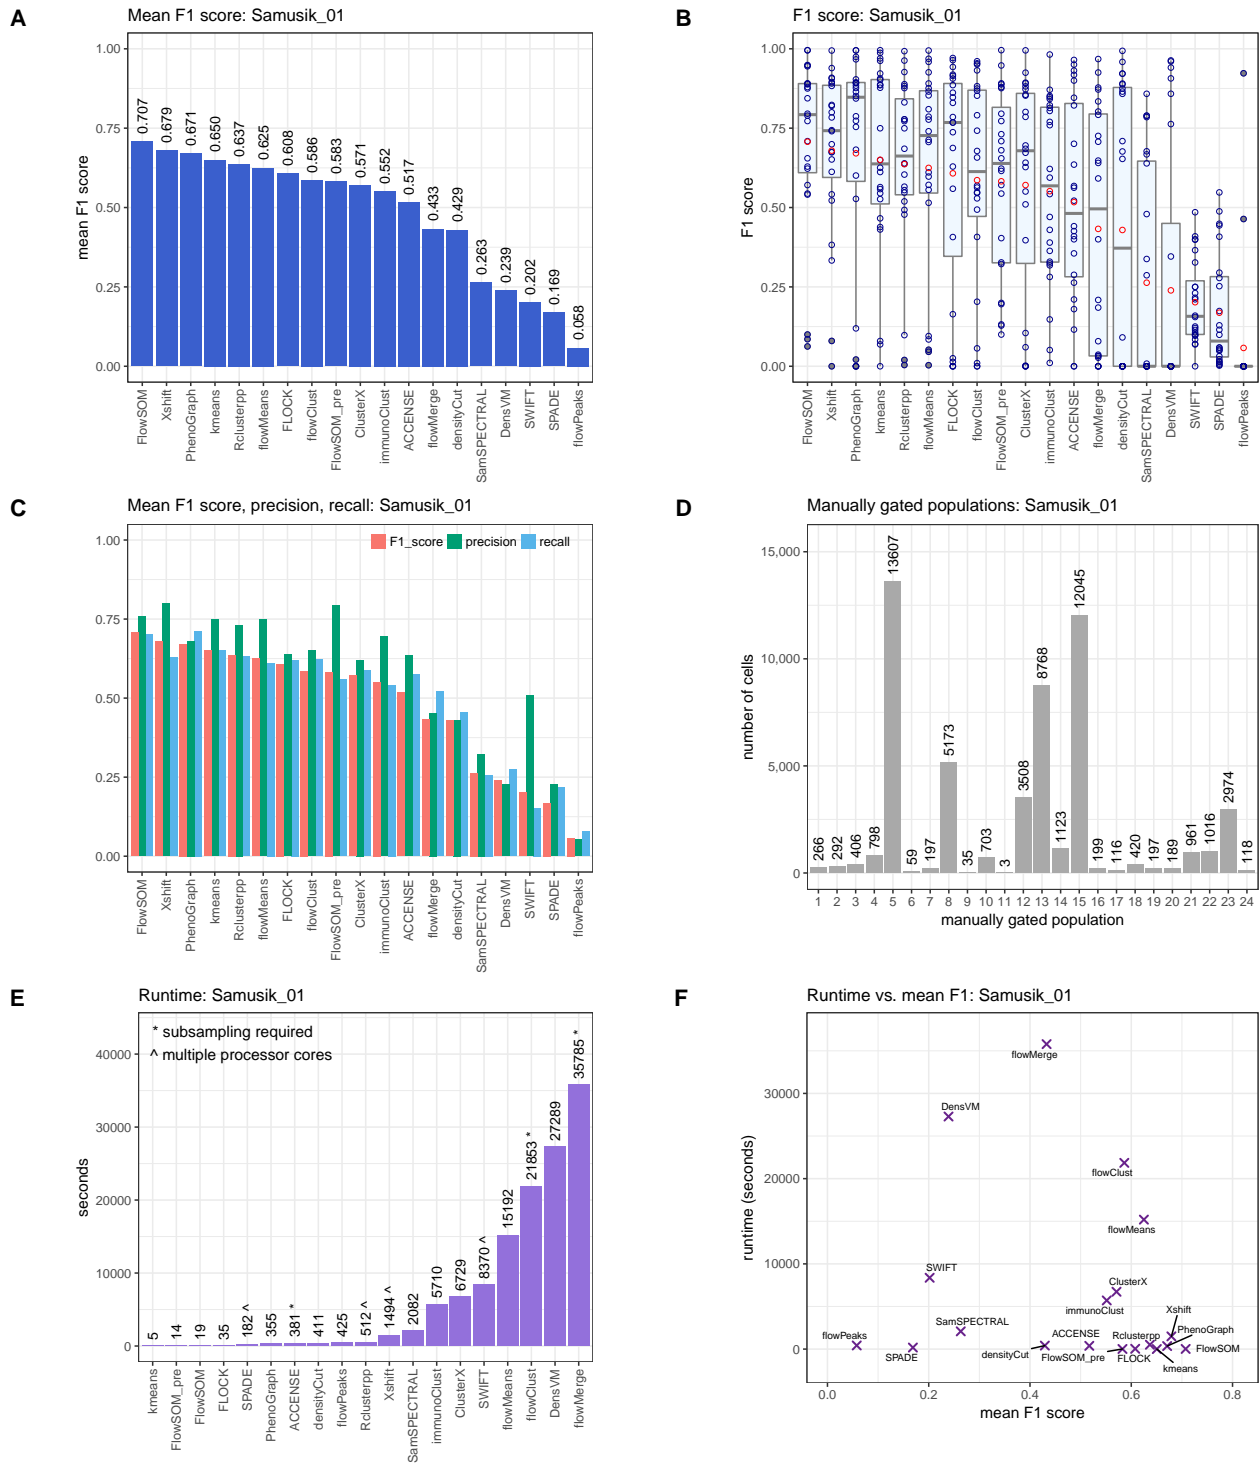 A
Mean F1 score: Samusik_01
mean F1 score
1.00
0.75
0.50
0.25
0.00
0.707
0.679
0.671
0.650
0.637
0.625
0.608
0.586
0.583
0.571
0.552
0.517
0.433
0.429
0.263
0.239
0.202
0.169
0.058
FlowSOM
Xshift
PhenoGraph
kmeans
Rclusterpp
flowMeans
FLOCK
flowClust
FlowSOM_pre
ClusterX
immunoClust
ACCENSE
flowMerge
densityCut
SamSPECTRAL
DensVM
SWIFT
SPADE
flowPeaks
B
F1 score: Samusik_01
F1 score
1.00
0.75
0.50
0.25
0.00
FlowSOM
Xshift
PhenoGraph
kmeans
Rclusterpp
flowMeans
FLOCK
flowClust
FlowSOM_pre
ClusterX
immunoClust
ACCENSE
flowMerge
densityCut
SamSPECTRAL
DensVM
SWIFT
SPADE
flowPeaks
C
Mean F1 score, precision, recall: Samusik_01
F1_score precision recall
1.00
0.75
0.50
0.25
0.00
FlowSOM
Xshift
PhenoGraph
kmeans
Rclusterpp
flowMeans
FLOCK
flowClust
FlowSOM_pre
ClusterX
immunoClust
ACCENSE
flowMerge
densityCut
SamSPECTRAL
DensVM
SWIFT
SPADE
flowPeaks
D
Manually gated populations: Samusik_01
number of cells
15,000
10,000
5,000
0
266
292
406
798
13607
59
197
5173
35
703
3
3508
8768
1123
12045
199
116
420
197
189
961
1016
2974
118
1 2 3 4 5 6 7 8 9 10 11 12 13 14 15 16 17 18 19 20 21 22 23 24
manually gated population
E
Runtime: Samusik_01
* subsampling required
^ multiple processor cores
seconds
40000
30000
20000
10000
0
5
14
19
35
182 ^
355
381 *
411
425
512 ^
1494 ^
2082
5710
6729
8370 ^
15192
21853 *
27289
35785 *
kmeans
FlowSOM_pre
FlowSOM
FLOCK
SPADE
PhenoGraph
ACCENSE
densityCut
flowPeaks
Rclusterpp
Xshift
SamSPECTRAL
immunoClust
ClusterX
SWIFT
flowMeans
flowClust
DensVM
flowMerge
F
Runtime vs. mean F1: Samusik_01
runtime (seconds)
30000
20000
10000
0
flowMerge
DensVM
flowClust
flowMeans
SWIFT
ClusterX
immunoClust
Xshift
SamSPECTRAL
flowPeaks
ACCENSE
Rclusterpp
PhenoGraph
SPADE
densityCut
FlowSOM_pre
FLOCK
FlowSOM
kmeans
0.0 0.2 0.4 0.6 0.8
mean F1 score